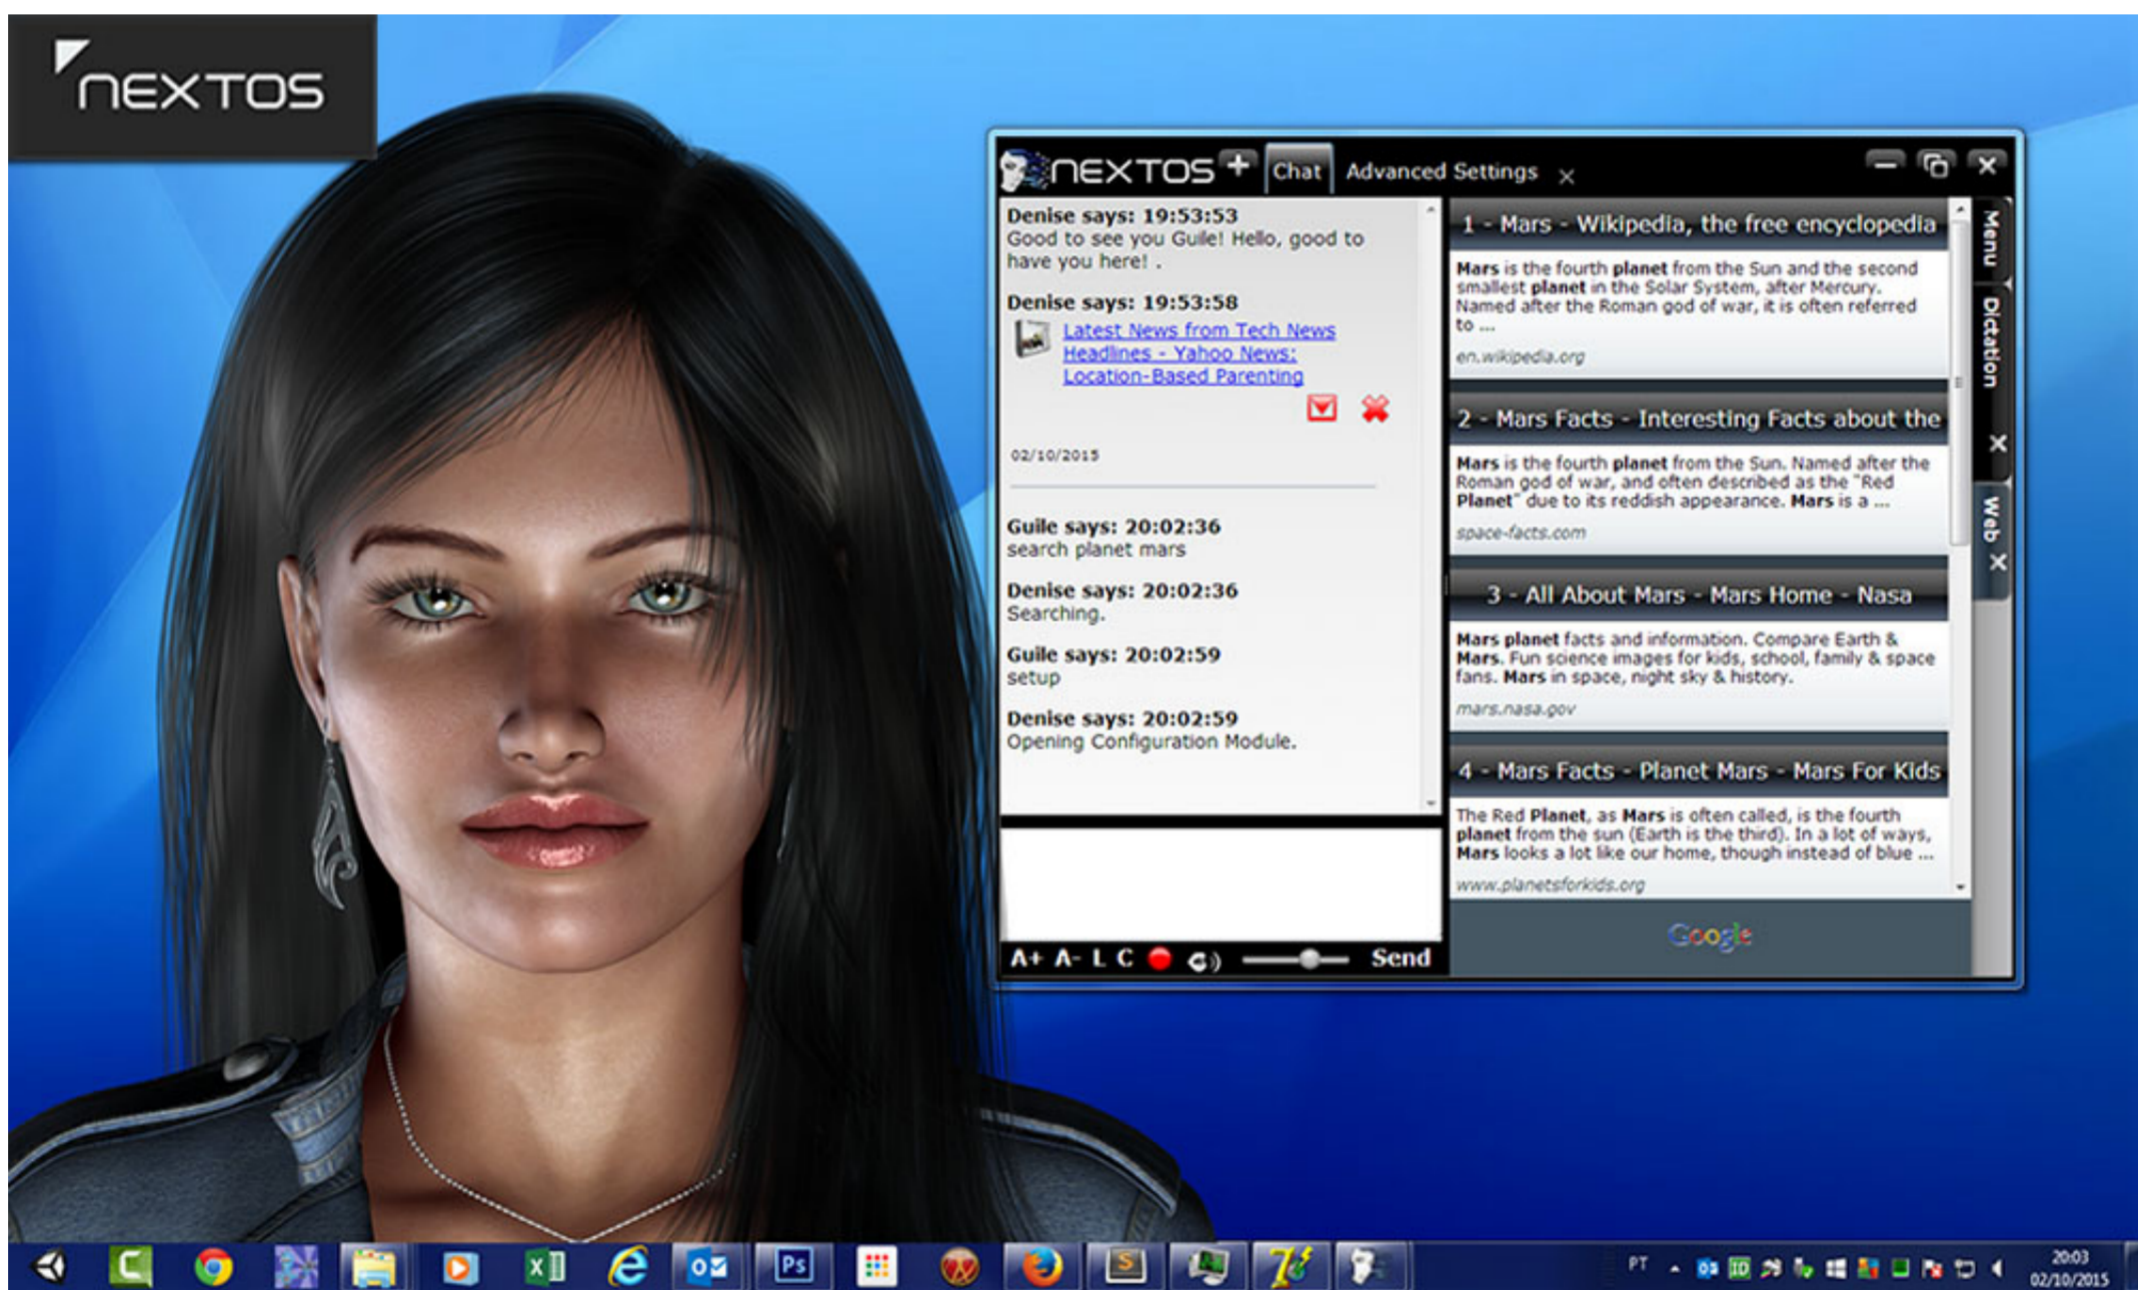 NEXTOS
NEXTOS + Chat Advanced Settings
Denise says: 19:53:53
Good to see you Guile! Hello, good to
have you here! .
Denise says: 19:53:58
Latest News from Tech News
Headlines - Yahoo News:
Location-Based Parenting
02/10/2015
Guile says: 20:02:36
search planet mars
Denise says: 20:02:36
Searching.
Guile says: 20:02:59
setup
Denise says: 20:02:59
Opening Configuration Module.
A+ A- L C Send
1 - Mars - Wikipedia, the free encyclopedia
Mars is the fourth planet from the Sun and the second
smallest planet in the Solar System, after Mercury.
Named after the Roman god of war, it is often referred
to ...
en.wikipedia.org
2 - Mars Facts - Interesting Facts about the
Mars is the fourth planet from the Sun. Named after the
Roman god of war, and often described as the "Red
Planet" due to its reddish appearance. Mars is a ...
space-facts.com
3 - All About Mars - Mars Home - Nasa
Mars planet facts and information. Compare Earth &
Mars. Fun science images for kids, school, family & space
fans. Mars in space, night sky & history.
mars.nasa.gov
4 - Mars Facts - Planet Mars - Mars For Kids
The Red Planet, as Mars is often called, is the fourth
planet from the sun (Earth is the third). In a lot of ways,
Mars looks a lot like our home, though instead of blue ...
www.planetsforkids.org
Google
Menu
Dictation
Web
Ps
PT
20:03
02/10/2015